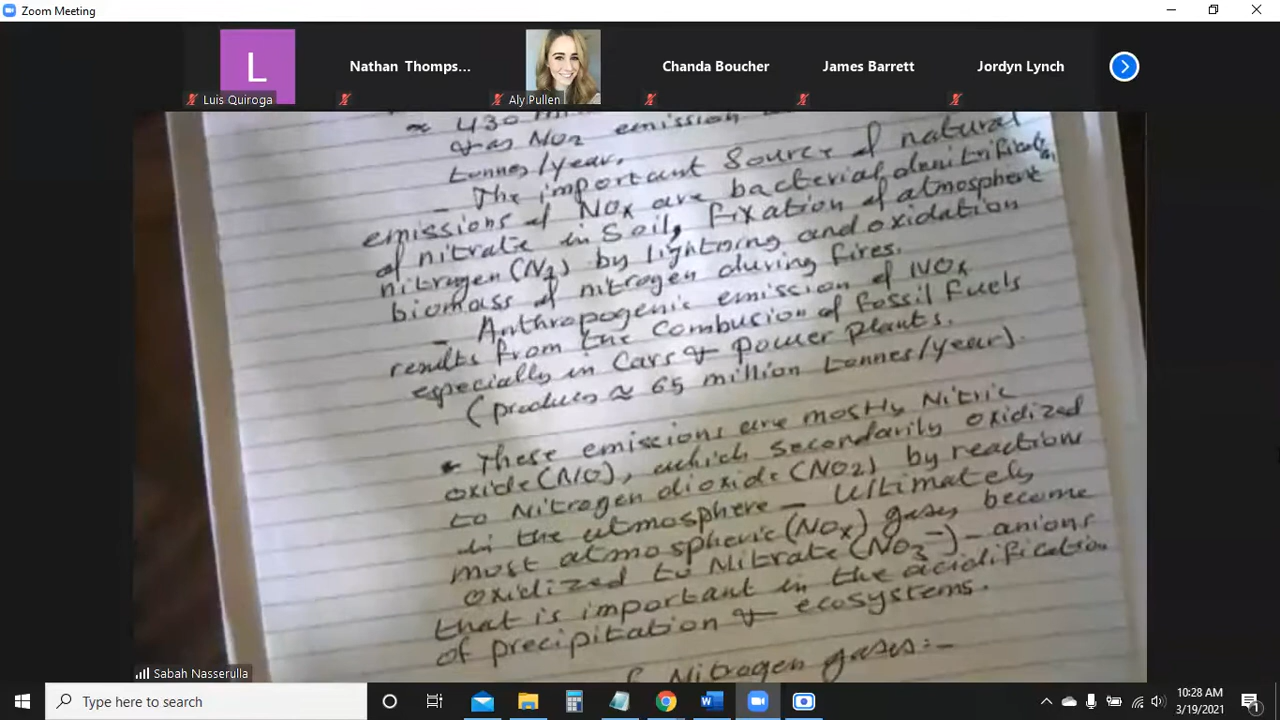 Zoom Meeting
L
Luis Quiroga
Nathan Thomps...
Aly Pullen
Chanda Boucher
James Barrett
Jordyn Lynch
≈ 430
gas NO2 emission
tonnes/year.
- The important Source of natural
emissions of NOx are bacterial
of nitrate in Soil, fixation of atmospheric
nitrogen (N2) by lightning and oxidation
biomass of nitrogen during fires.
- Anthropogenic emission of NOx
results from the Combusion of fossil fuels
especially in Cars & power plants.
(produces ≈ 65 million tonnes/year).
These emissions are mostly Nitric
oxide (NO), which secondarily oxidized
to Nitrogen dioxide (NO2) by reactions
in the atmosphere - Ultimately
most atmospheric (NOx) gases become
oxidized to Nitrate (NO3-) - anions
that is important in the acidification
of precipitation & ecosystems.
Nitrogen gases:-
Sabah Nasserulla
Type here to search
10:28 AM
3/19/2021
1